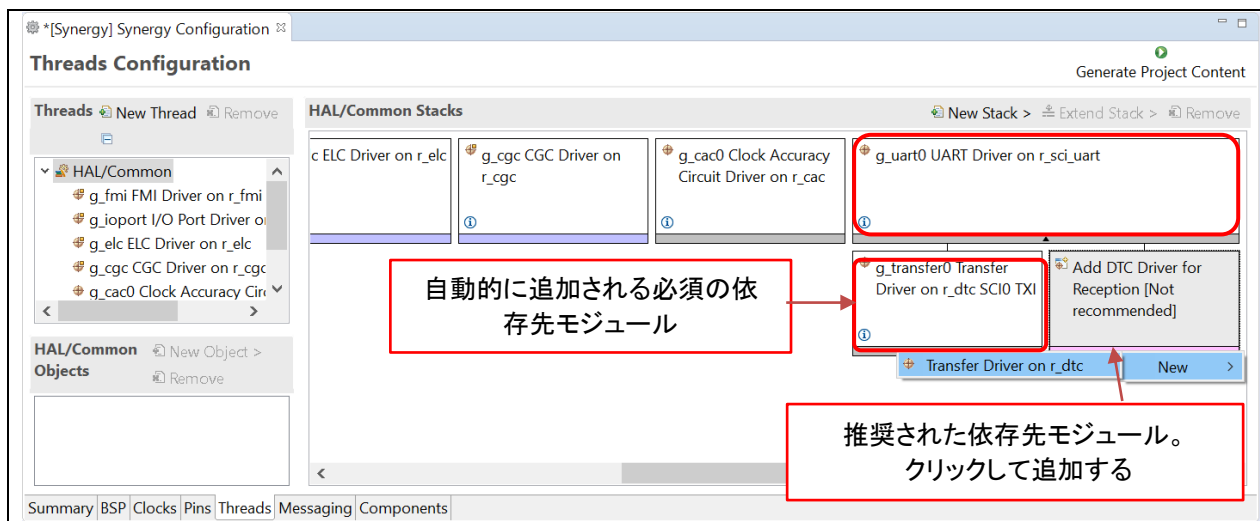 *[Synergy] Synergy Configuration
Threads Configuration
Generate Project Content
Threads New Thread Remove
HAL/Common Stacks
New Stack > Extend Stack > Remove
HAL/Common
g_fmi FMI Driver on r_fmi
g_ioport I/O Port Driver o
g_elc ELC Driver on r_elc
g_cgc CGC Driver on r_cgc
g_cac0 Clock Accuracy Circ
HAL/Common
Objects
New Object >
Remove
c ELC Driver on r_elc
g_cgc CGC Driver on
r_cgc
g_cac0 Clock Accuracy
Circuit Driver on r_cac
g_uart0 UART Driver on r_sci_uart
g_transfer0 Transfer
Driver on r_dtc SCI0 TXI
Add DTC Driver for
Reception [Not
recommended]
自動的に追加される必須の依
存先モジュール
Transfer Driver on r_dtc
New >
推奨された依存先モジュール。
クリックして追加する
Summary BSP Clocks Pins Threads Messaging Components